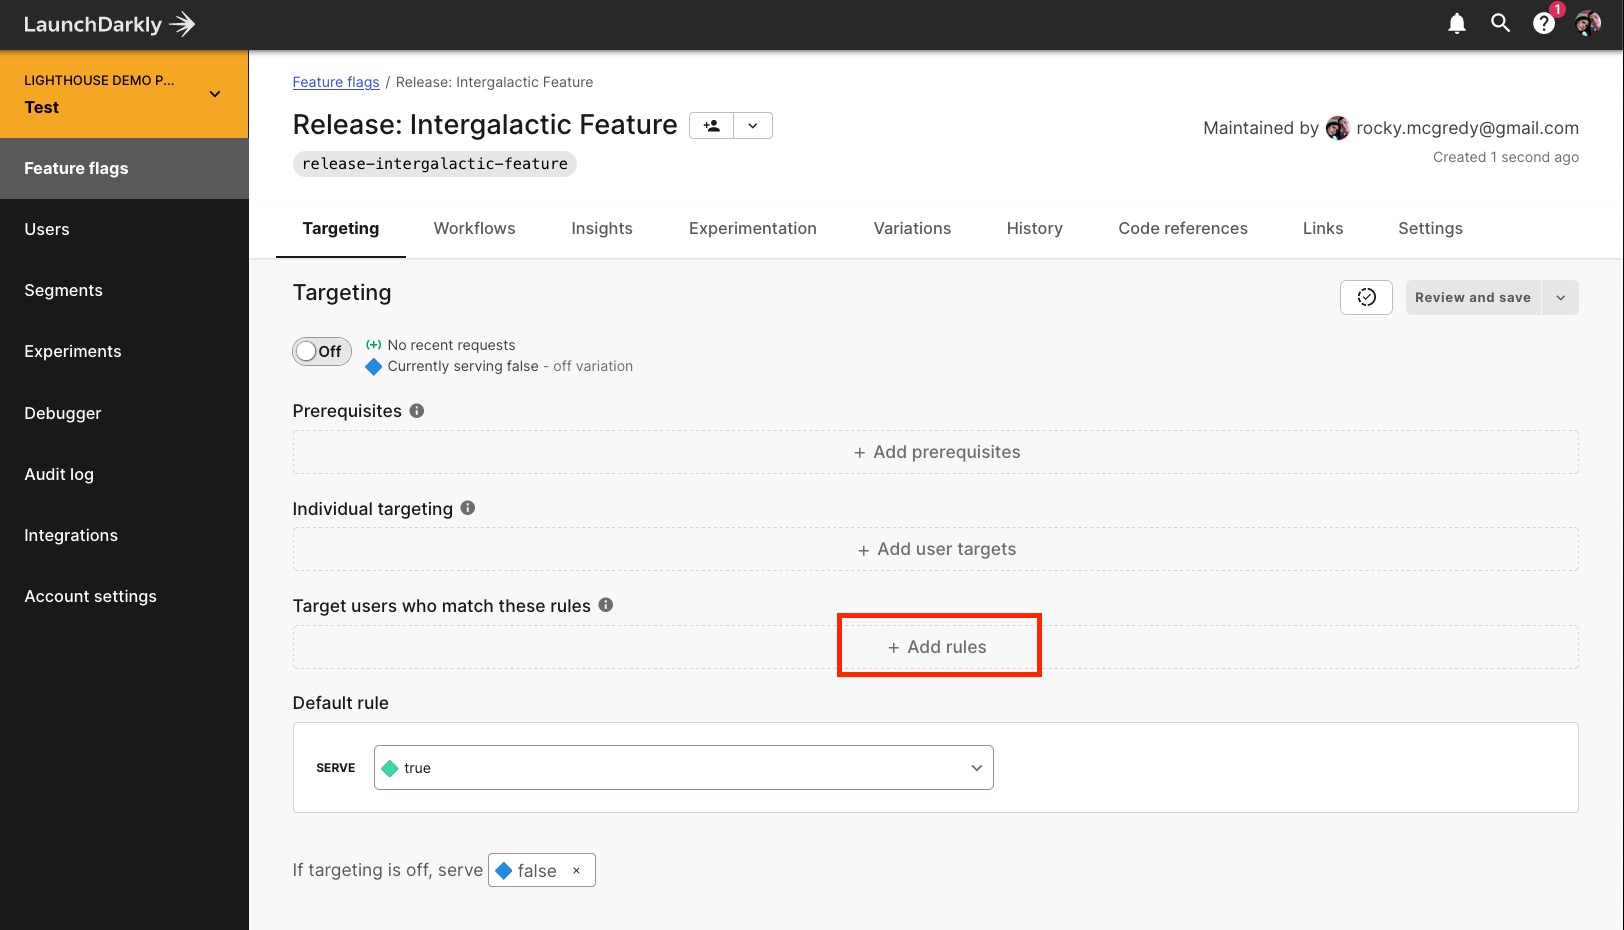 LaunchDarkly
1
LIGHTHOUSE DEMO P...
Test
Feature flags
Users
Segments
Experiments
Debugger
Audit log
Integrations
Account settings
Feature flags / Release: Intergalactic Feature
Release: Intergalactic Feature
release-intergalactic-feature
Maintained by rocky.mcgredy@gmail.com
Created 1 second ago
Targeting Workflows Insights Experimentation Variations History Code references Links Settings
Targeting
Review and save
Off
(+) No recent requests
Currently serving false - off variation
Prerequisites
+ Add prerequisites
Individual targeting
+ Add user targets
Target users who match these rules
+ Add rules
Default rule
SERVE true
If targeting is off, serve false ×